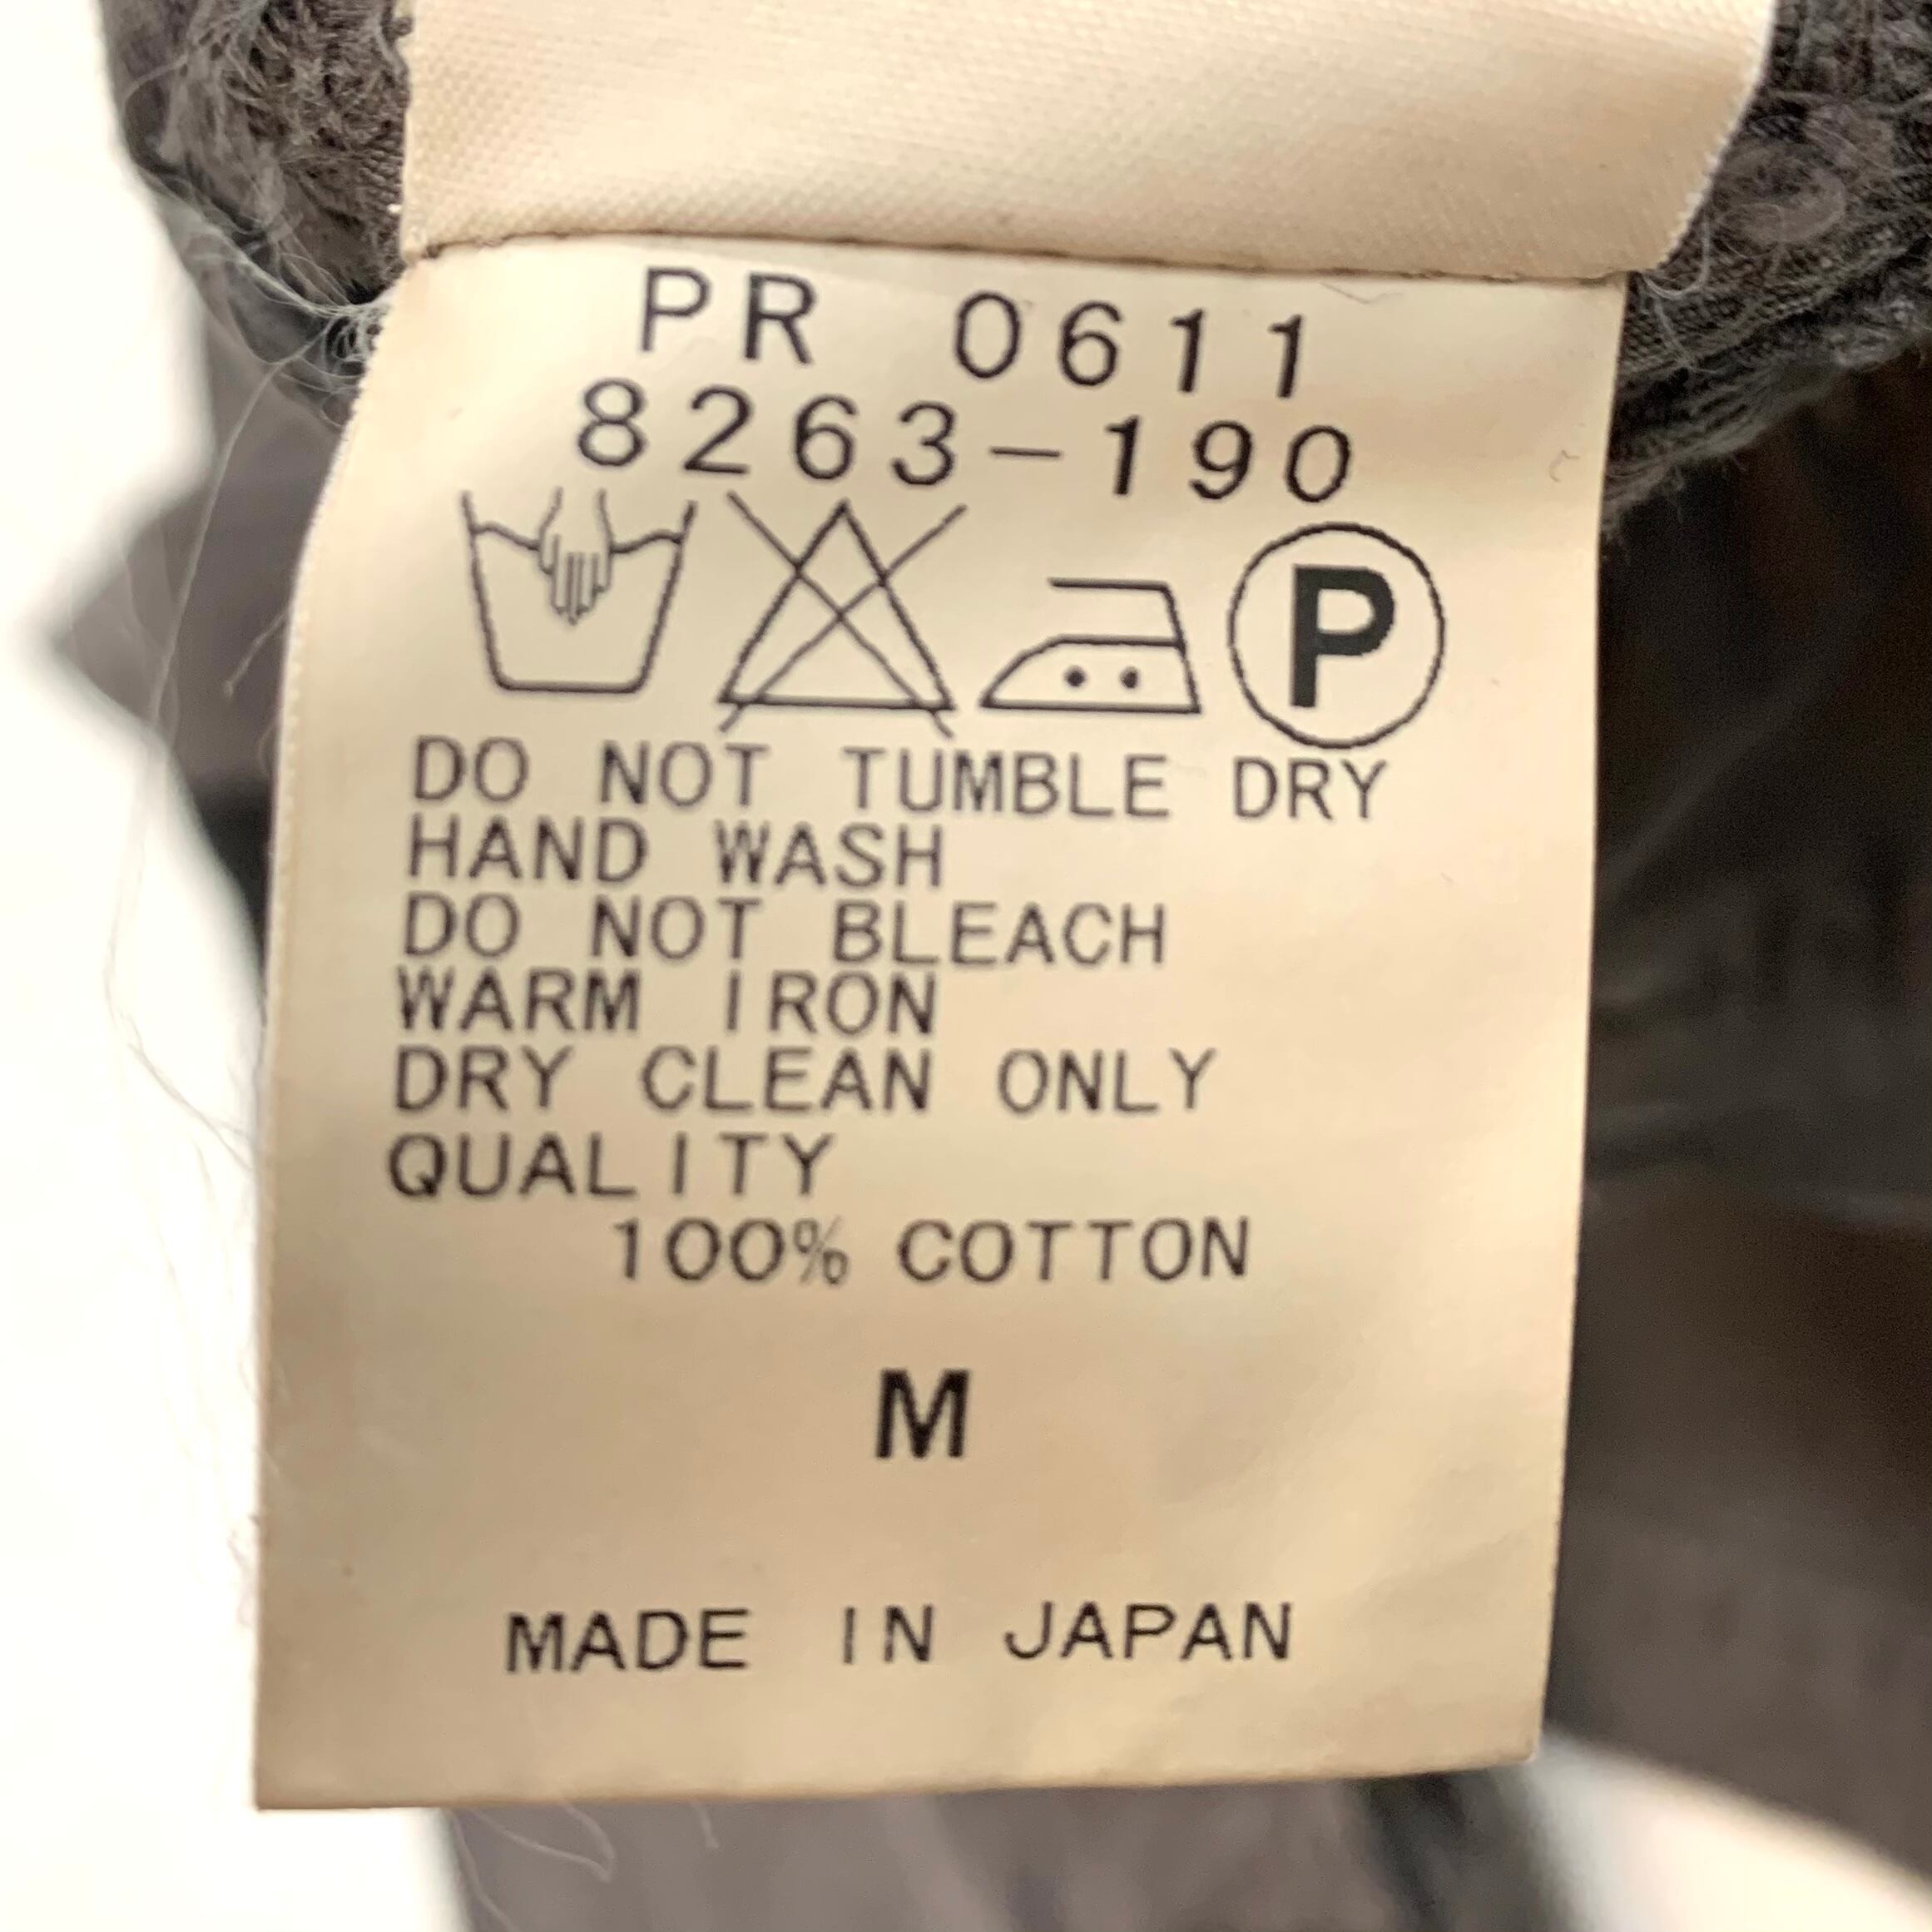 PR 0611
8263-190
P
DO NOT TUMBLE DRY
HAND WASH
DO NOT BLEACH
WARM IRON
DRY CLEAN ONLY
QUALITY
100% COTTON
M
MADE IN JAPAN